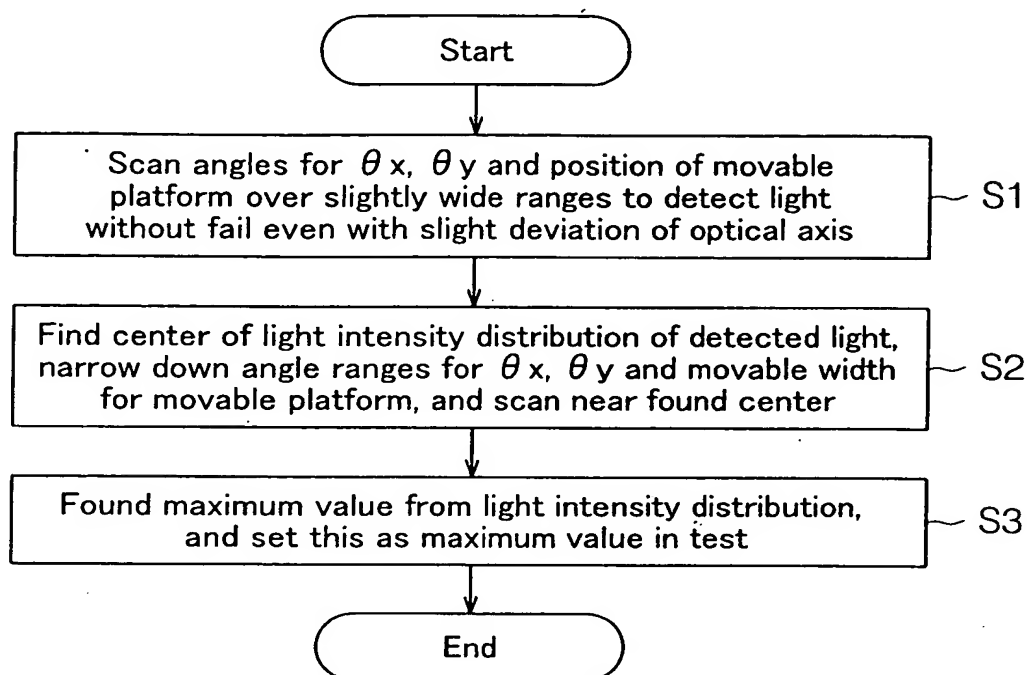 Start
Scan angles for θx, θy and position of movable
platform over slightly wide ranges to detect light
without fail even with slight deviation of optical axis
S1
Find center of light intensity distribution of detected light,
narrow down angle ranges for θx, θy and movable width
for movable platform, and scan near found center
S2
Found maximum value from light intensity distribution,
and set this as maximum value in test
S3
End